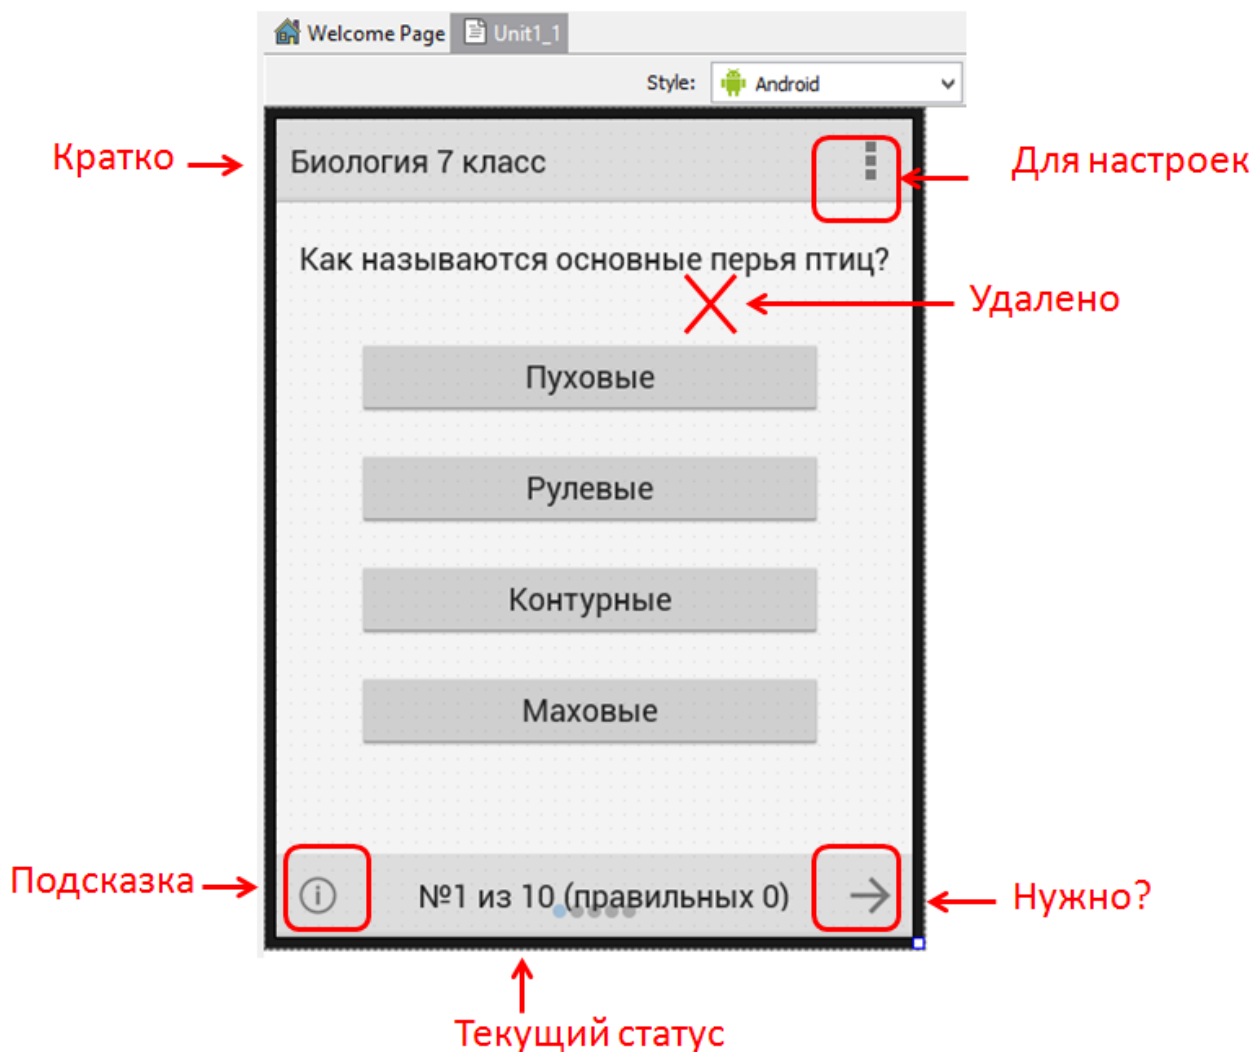 Welcome Page
Unit1_1
Style:
Android
Кратко
Биология 7 класс
Для настроек
Как называются основные перья птиц?
Удалено
Пуховые
Рулевые
Контурные
Маховые
Подсказка
№1 из 10 (правильных 0)
Нужно?
Текущий статус